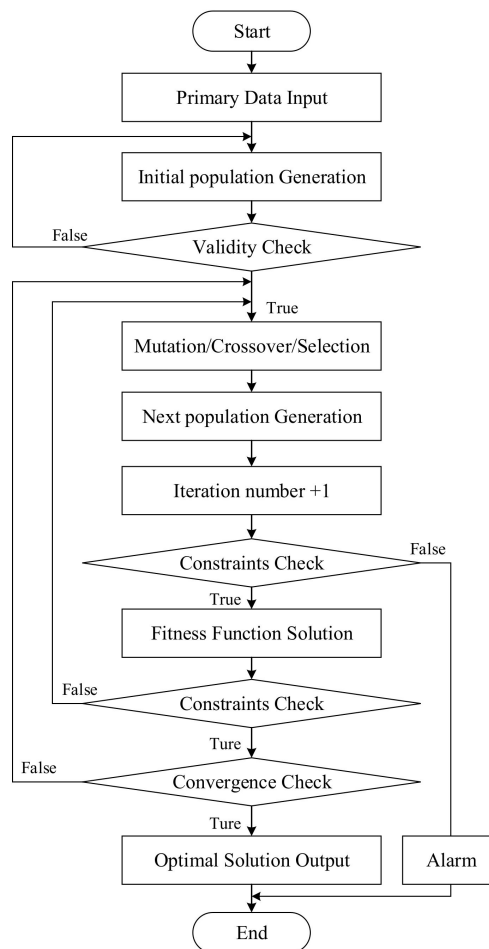 Start
Primary Data Input
Initial population Generation
False
Validity Check
True
Mutation/Crossover/Selection
Next population Generation
Iteration number +1
False
Constraints Check
True
Fitness Function Solution
False
Constraints Check
Ture
False
Convergence Check
Ture
Optimal Solution Output
Alarm
End